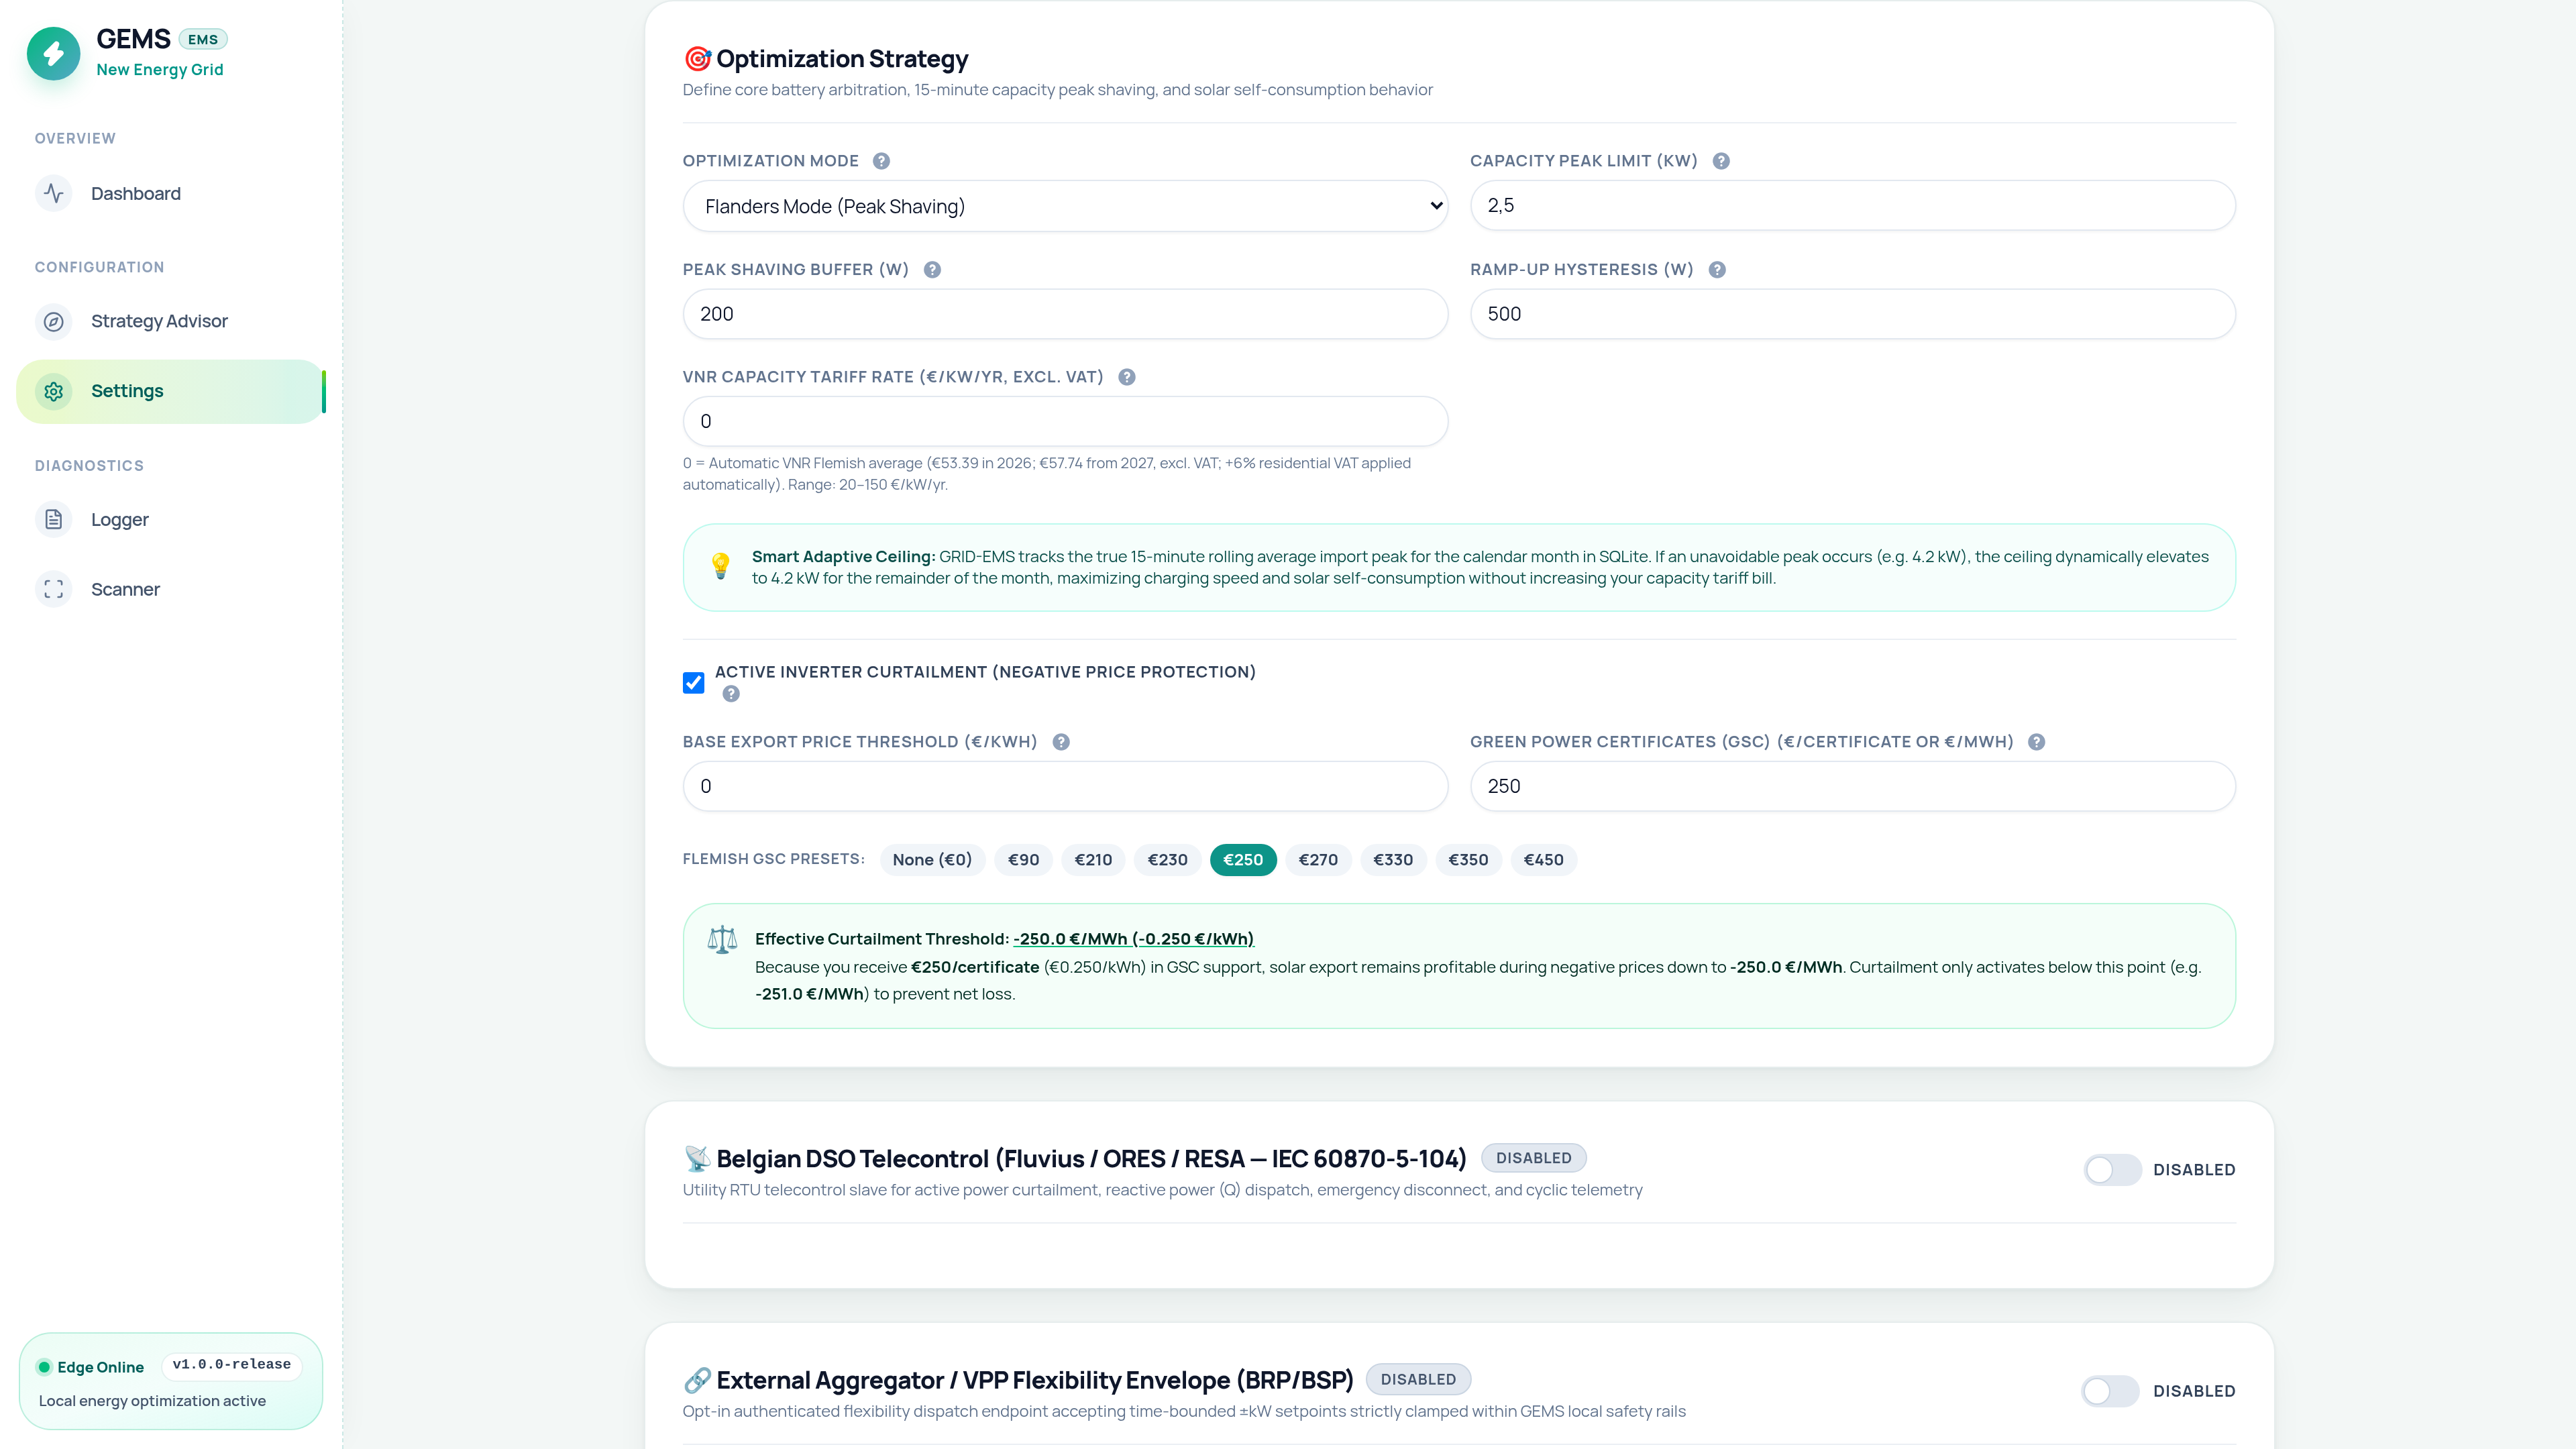 GEMS EMS
New Energy Grid
OVERVIEW
Dashboard
CONFIGURATION
Strategy Advisor
Settings
DIAGNOSTICS
Logger
Scanner
Edge Online v1.0.0-release
Local energy optimization active
🎯 Optimization Strategy
Define core battery arbitration, 15-minute capacity peak shaving, and solar self-consumption behavior
OPTIMIZATION MODE ?
Flanders Mode (Peak Shaving)
CAPACITY PEAK LIMIT (KW) ?
2,5
PEAK SHAVING BUFFER (W) ?
200
RAMP-UP HYSTERESIS (W) ?
500
VNR CAPACITY TARIFF RATE (€/KW/YR, EXCL. VAT) ?
0
0 = Automatic VNR Flemish average (€53.39 in 2026; €57.74 from 2027, excl. VAT; +6% residential VAT applied
automatically). Range: 20–150 €/kW/yr.
💡 Smart Adaptive Ceiling: GRID-EMS tracks the true 15-minute rolling average import peak for the calendar month in SQLite. If an unavoidable peak occurs (e.g. 4.2 kW), the ceiling dynamically elevates
to 4.2 kW for the remainder of the month, maximizing charging speed and solar self-consumption without increasing your capacity tariff bill.
ACTIVE INVERTER CURTAILMENT (NEGATIVE PRICE PROTECTION)
?
BASE EXPORT PRICE THRESHOLD (€/KWH) ?
0
GREEN POWER CERTIFICATES (GSC) (€/CERTIFICATE OR €/MWH) ?
250
FLEMISH GSC PRESETS: None (€0) €90 €210 €230 €250 €270 €330 €350 €450
⚖️ Effective Curtailment Threshold: -250.0 €/MWh (-0.250 €/kWh)
Because you receive €250/certificate (€0.250/kWh) in GSC support, solar export remains profitable during negative prices down to -250.0 €/MWh. Curtailment only activates below this point (e.g.
-251.0 €/MWh) to prevent net loss.
📡 Belgian DSO Telecontrol (Fluvius / ORES / RESA — IEC 60870-5-104) DISABLED
DISABLED
Utility RTU telecontrol slave for active power curtailment, reactive power (Q) dispatch, emergency disconnect, and cyclic telemetry
🔗 External Aggregator / VPP Flexibility Envelope (BRP/BSP) DISABLED
DISABLED
Opt-in authenticated flexibility dispatch endpoint accepting time-bounded ±kW setpoints strictly clamped within GEMS local safety rails